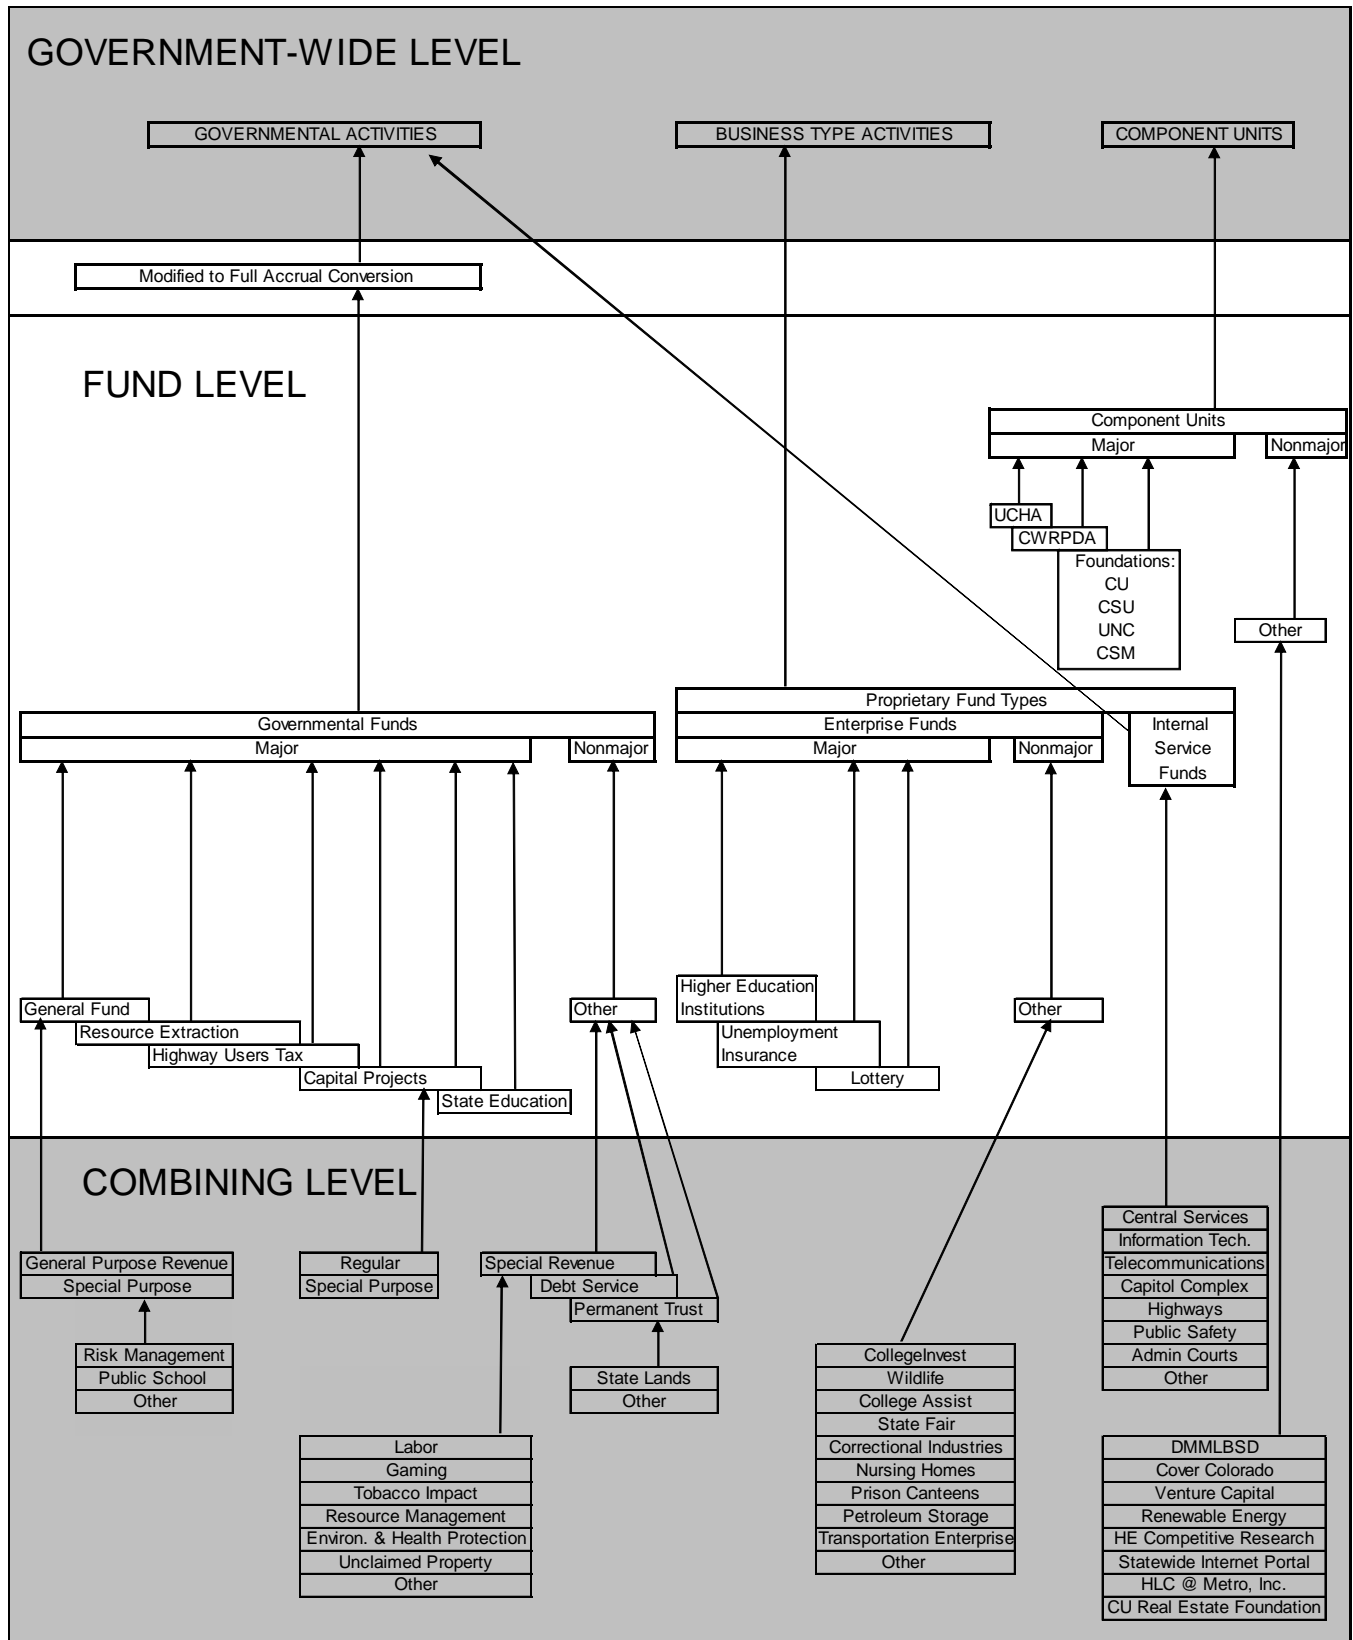 GOVERNMENT-WIDE LEVEL
GOVERNMENTAL ACTIVITIES
BUSINESS TYPE ACTIVITIES
COMPONENT UNITS
Modified to Full Accrual Conversion
FUND LEVEL
Component Units
Major
Nonmajor
UCHA
CWRPDA
Foundations:
CU
CSU
UNC
CSM
Other
Governmental Funds
Major
Nonmajor
Proprietary Fund Types
Enterprise Funds
Major
Nonmajor
Internal
Service
Funds
General Fund
Resource Extraction
Highway Users Tax
Capital Projects
State Education
Other
Higher Education
Institutions
Unemployment
Insurance
Lottery
Other
COMBINING LEVEL
General Purpose Revenue
Special Purpose
Risk Management
Public School
Other
Regular
Special Purpose
Special Revenue
Debt Service
Permanent Trust
State Lands
Other
Labor
Gaming
Tobacco Impact
Resource Management
Environ. & Health Protection
Unclaimed Property
Other
CollegeInvest
Wildlife
College Assist
State Fair
Correctional Industries
Nursing Homes
Prison Canteens
Petroleum Storage
Transportation Enterprise
Other
Central Services
Information Tech.
Telecommunications
Capitol Complex
Highways
Public Safety
Admin Courts
Other
DMMLBSD
Cover Colorado
Venture Capital
Renewable Energy
HE Competitive Research
Statewide Internet Portal
HLC @ Metro, Inc.
CU Real Estate Foundation